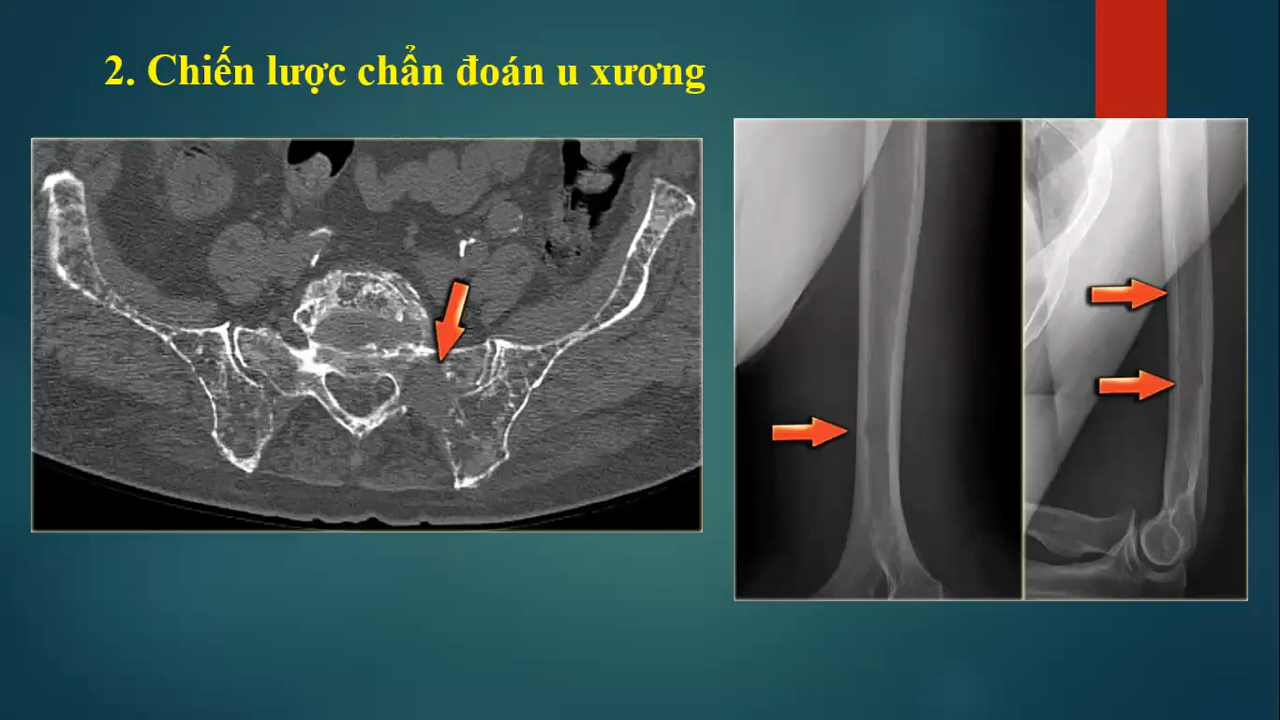 2. Chiến lược chẩn đoán u xương